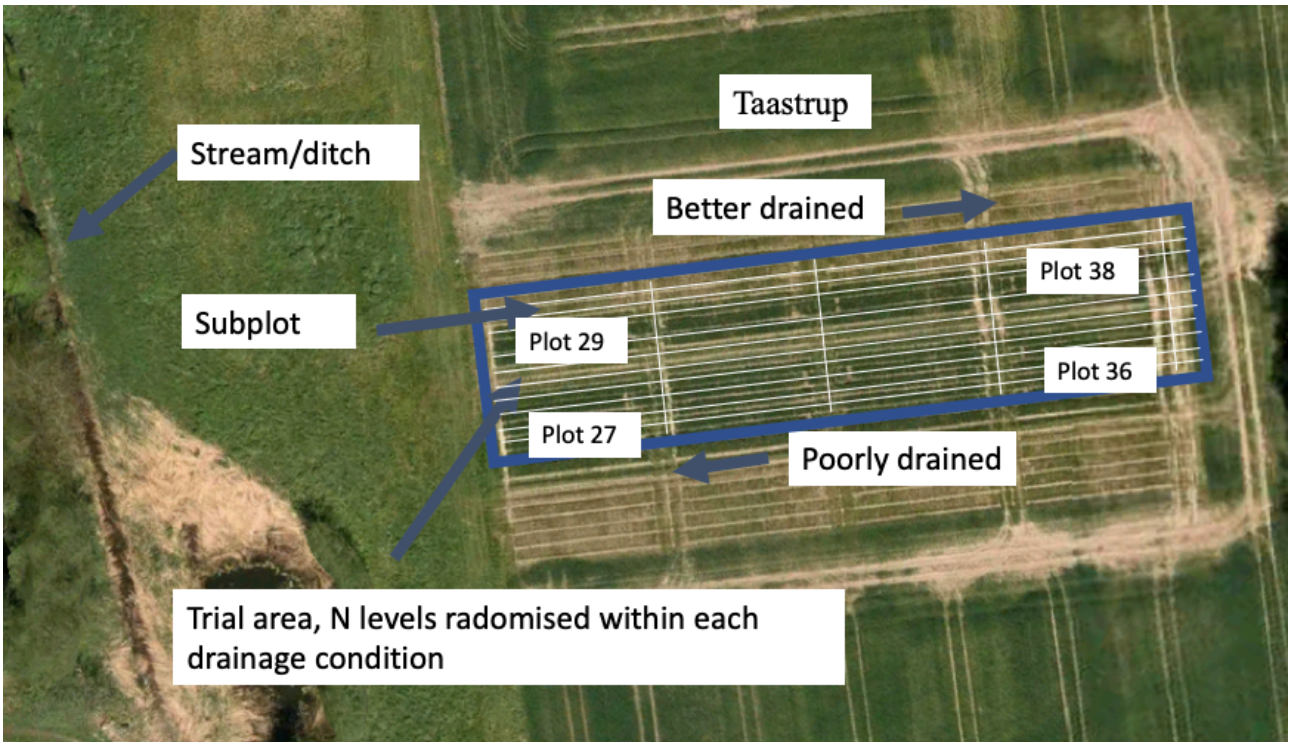 Taastrup
Stream/ditch
Better drained
Plot 38
Subplot
Plot 29
Plot 36
Plot 27
Poorly drained
Trial area, N levels radomised within each
drainage condition